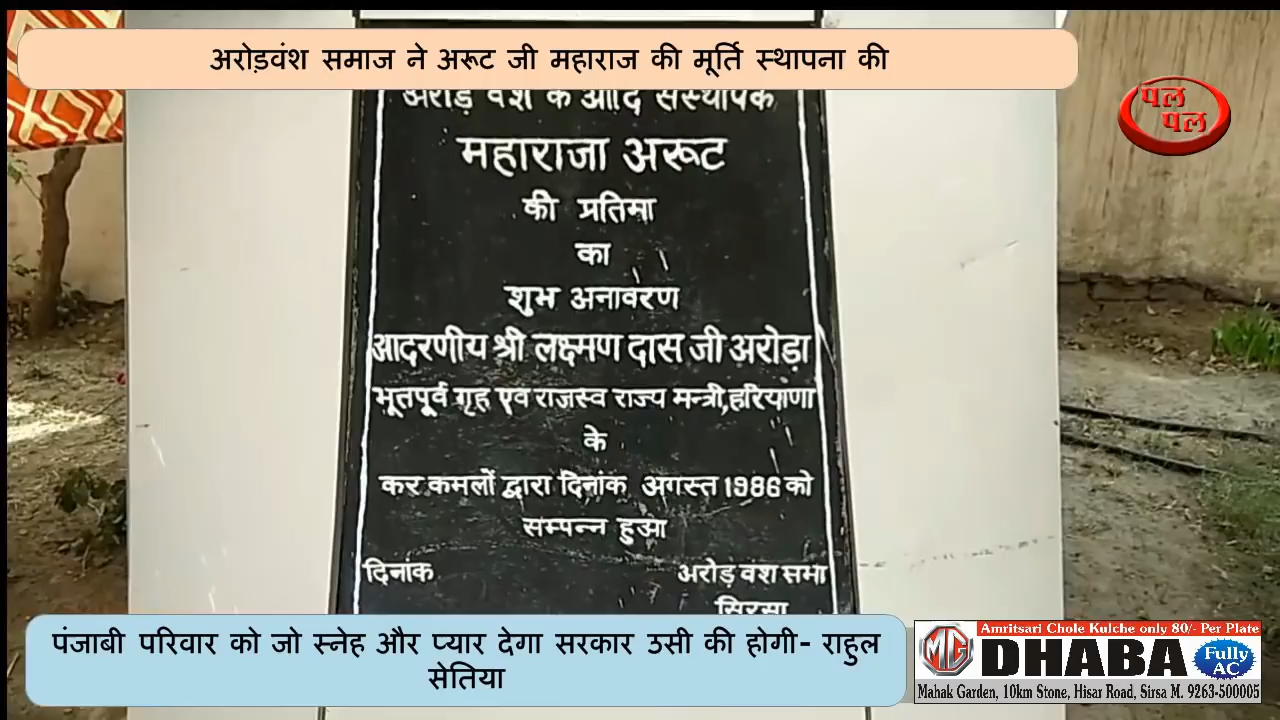 अरोड़वंश समाज ने अरूट जी महाराज की मूर्ति स्थापना की
पल
पल
अरोड़ वंश के आदि संस्थापक
महाराजा अरूट
की प्रतिमा
का
शुभ अनावरण
आदरणीय श्री लक्ष्मण दास जी अरोड़ा
भूतपूर्व गृह एव राजस्व राज्य मन्त्री,हरियाणा
के
कर कमलों द्वारा दिनांक अगस्त 1986 को
सम्पन्न हुआ
दिनांक
अरोड़ वंश सभा
सिरसा
पंजाबी परिवार को जो स्नेह और प्यार देगा सरकार उसी की होगी- राहुल
सेतिया
Amritsari Chole Kulche only 80/- Per Plate
MG DHABA Fully
AC
Mahak Garden, 10km Stone, Hisar Road, Sirsa M. 9263-500005